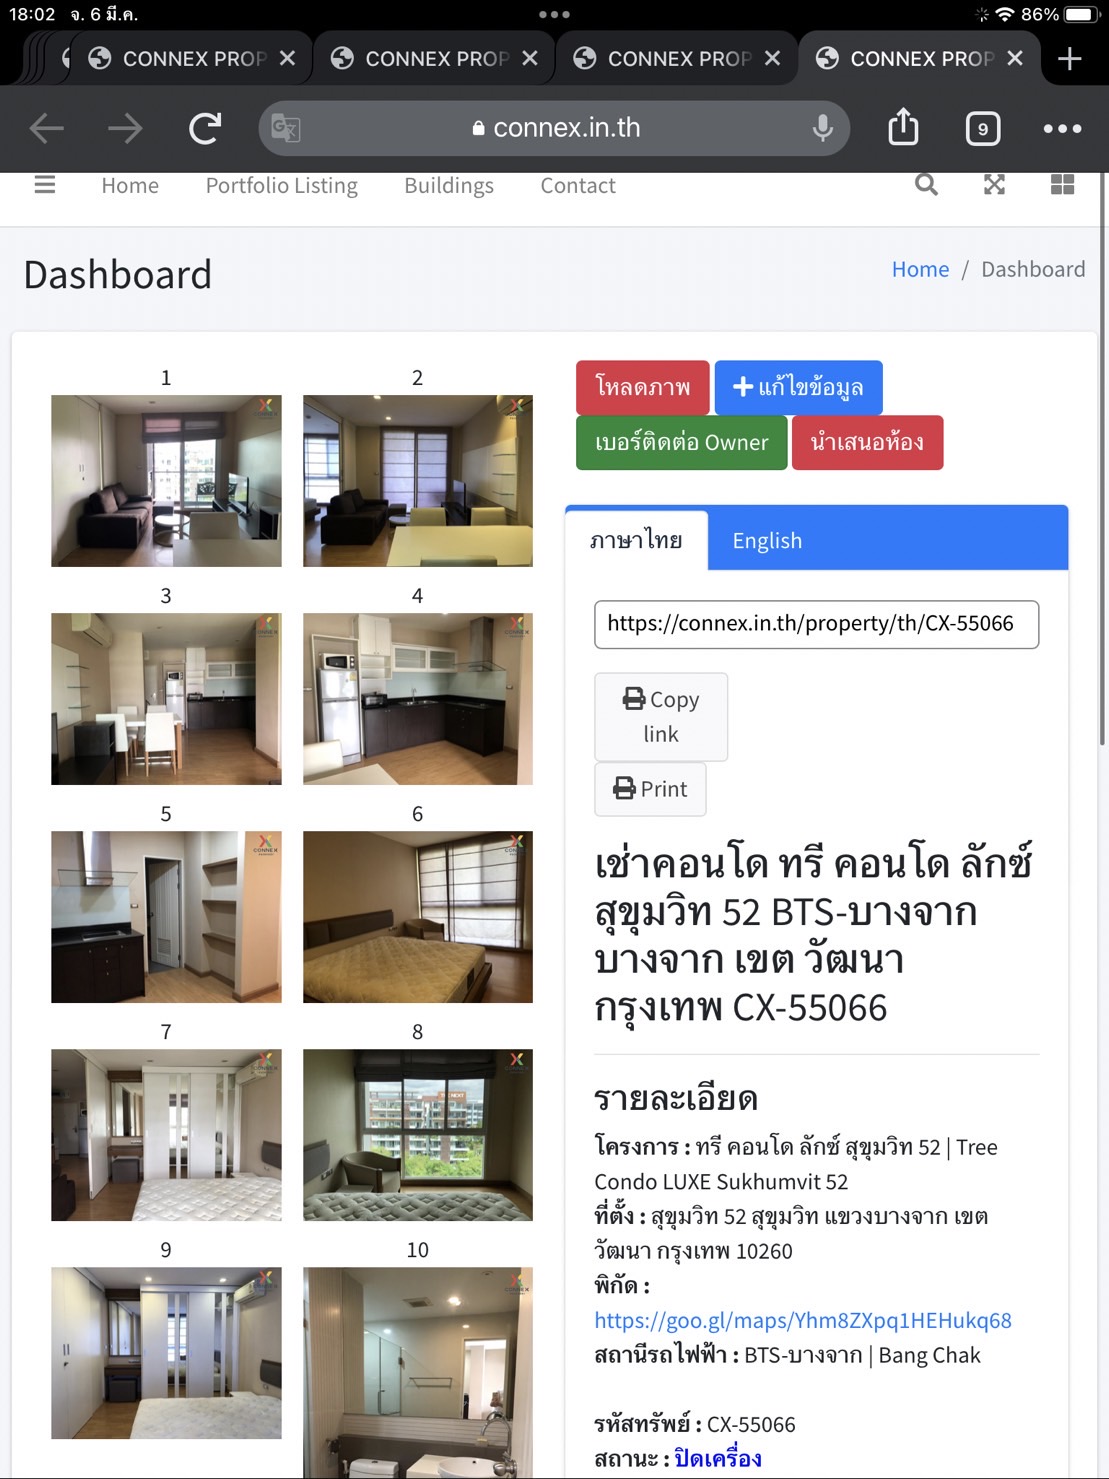 18:02 จ. 6 มี.ค.
86%
CONNEX PROP
CONNEX PROP
CONNEX PROP
CONNEX PROP
connex.in.th
9
Home Portfolio Listing Buildings Contact
Dashboard
Home / Dashboard
1
2
3
4
5
6
7
8
9
10
โหลดภาพ
แก้ไขข้อมูล
เบอร์ติดต่อ Owner
นำเสนอห้อง
ภาษาไทย
English
https://connex.in.th/property/th/CX-55066
Copy
link
Print
เช่าคอนโด ทรี คอนโด ลักซ์
สุขุมวิท 52 BTS-บางจาก
บางจาก เขต วัฒนา
กรุงเทพ CX-55066
รายละเอียด
โครงการ : ทรี คอนโด ลักซ์ สุขุมวิท 52 | Tree
Condo LUXE Sukhumvit 52
ที่ตั้ง : สุขุมวิท 52 สุขุมวิท แขวงบางจาก เขต
วัฒนา กรุงเทพ 10260
พิกัด :
https://goo.gl/maps/Yhm8ZXpq1HEHukq68
สถานีรถไฟฟ้า : BTS-บางจาก | Bang Chak
รหัสทรัพย์ : CX-55066
สถานะ : ปิดเครื่อง